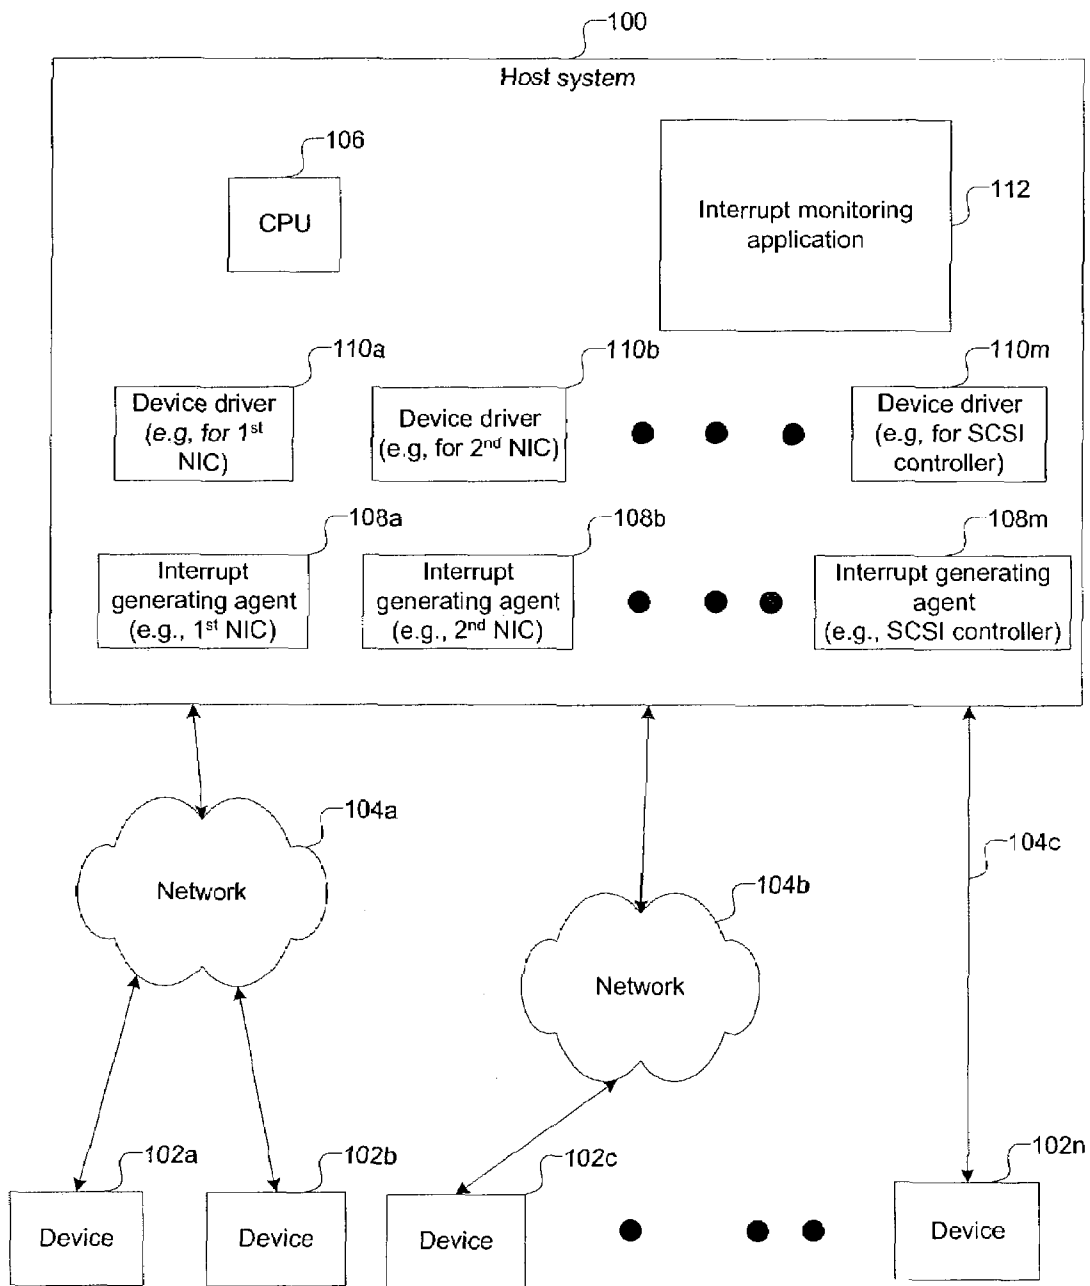 100
Host system
106
CPU
112
Interrupt monitoring
application
110a
Device driver
(e.g, for 1st
NIC)
110b
Device driver
(e.g, for 2nd NIC)
110m
Device driver
(e.g, for SCSI
controller)
108a
Interrupt
generating agent
(e.g., 1st NIC)
108b
Interrupt
generating agent
(e.g., 2nd NIC)
108m
Interrupt generating
agent
(e.g., SCSI controller)
104a
Network
104b
Network
104c
102a
Device
102b
Device
102c
Device
102n
Device